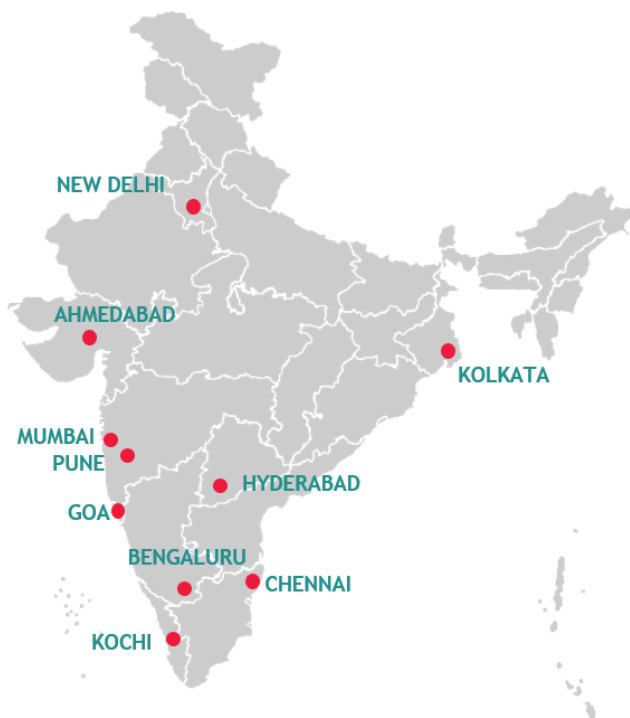 NEW DELHI
AHMEDABAD
KOLKATA
MUMBAI
PUNE
HYDERABAD
GOA
BENGALURU
CHENNAI
KOCHI